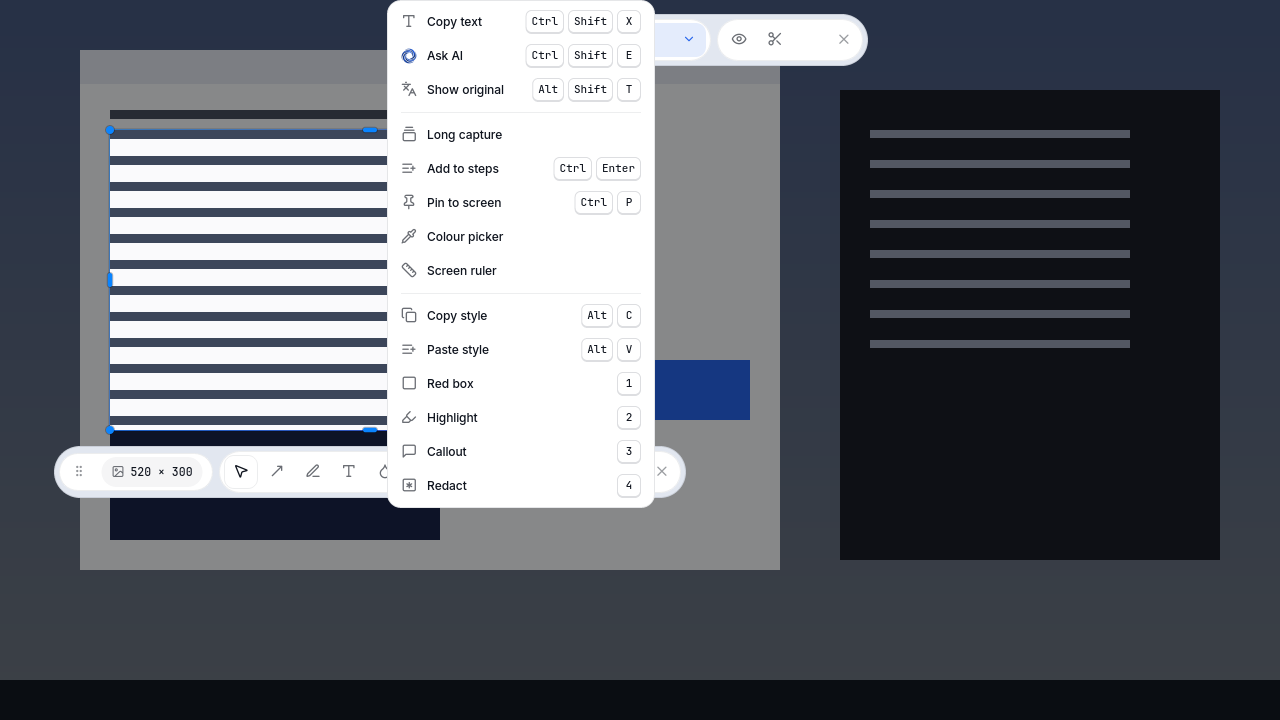 Copy text Ctrl Shift X
Ask AI Ctrl Shift E
Show original Alt Shift T
Long capture
Add to steps Ctrl Enter
Pin to screen Ctrl P
Colour picker
Screen ruler
Copy style Alt C
Paste style Alt V
Red box 1
Highlight 2
Callout 3
520 × 300
Redact 4